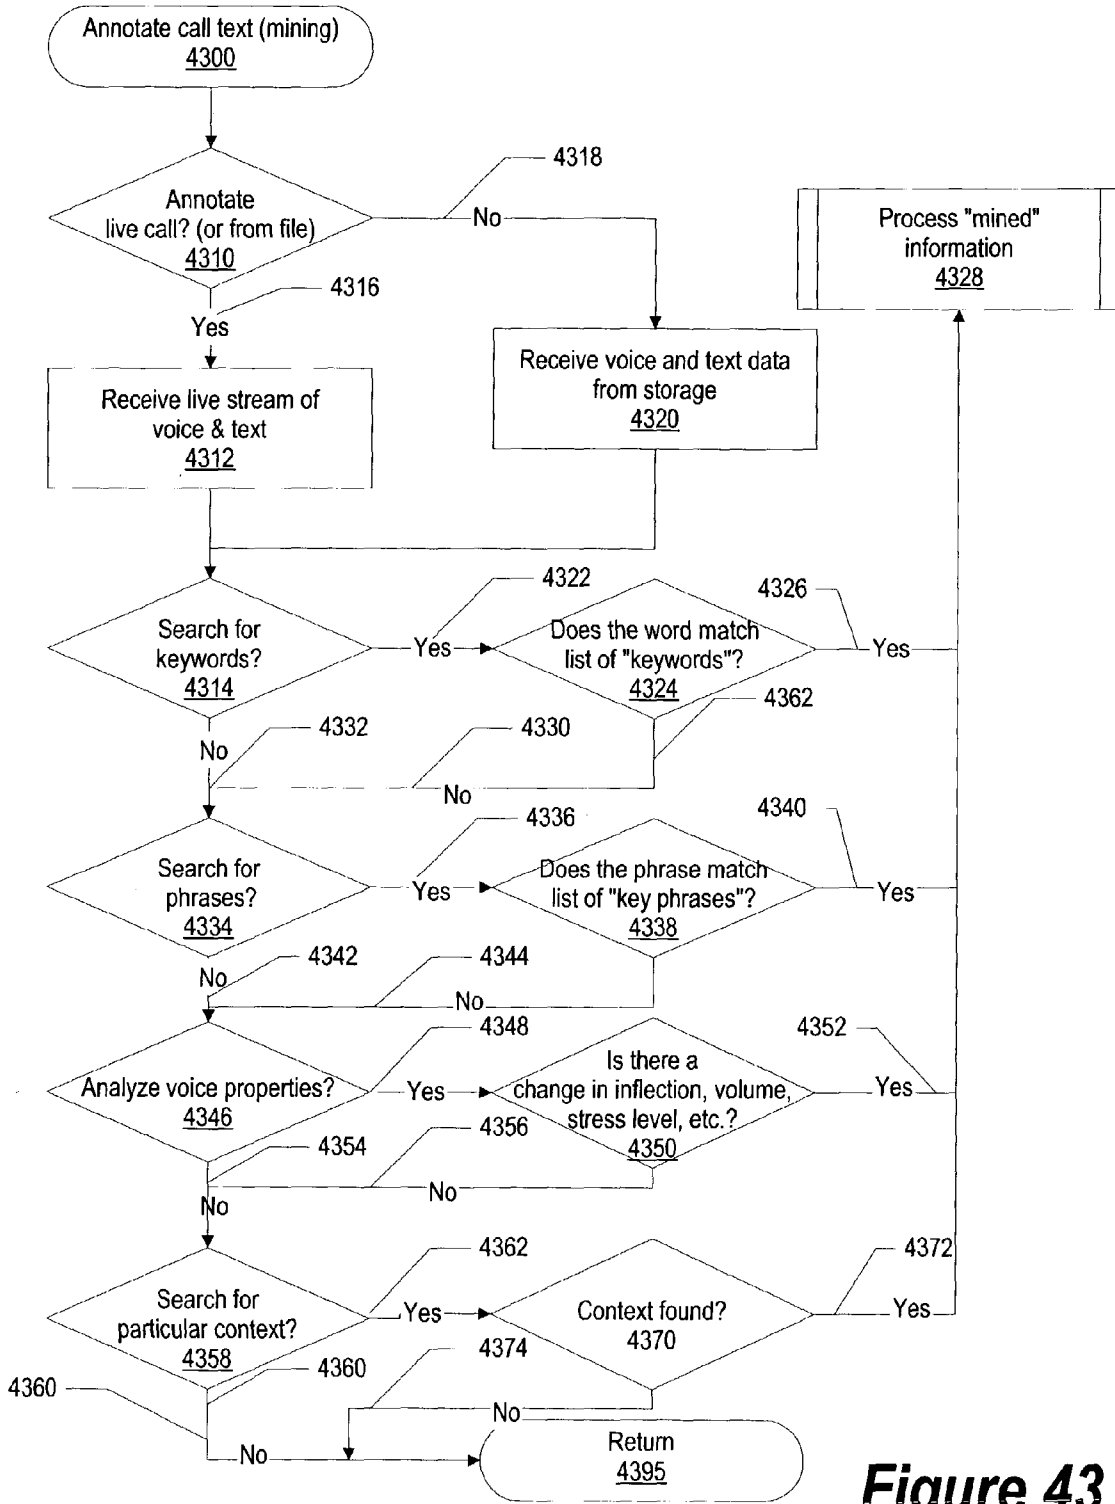 Annotate call text (mining)
4300
4318
Annotate
live call? (or from file)
4310
No
Process "mined"
information
4328
4316
Yes
Receive live stream of
voice & text
4312
Receive voice and text data
from storage
4320
4322
4326
Search for
keywords?
4314
Yes
Does the word match
list of "keywords"?
4324
Yes
4362
4332
4330
No
No
4336
4340
Search for
phrases?
4334
Yes
Does the phrase match
list of "key phrases"?
4338
Yes
4342
4344
No
No
4348
4352
Analyze voice properties?
4346
Yes
Is there a
change in inflection, volume,
stress level, etc.?
4350
Yes
4354
4356
No
No
4362
4372
Search for
particular context?
4358
Yes
Context found?
4370
Yes
4374
4360
4360
No
No
Return
4395
Figure 43